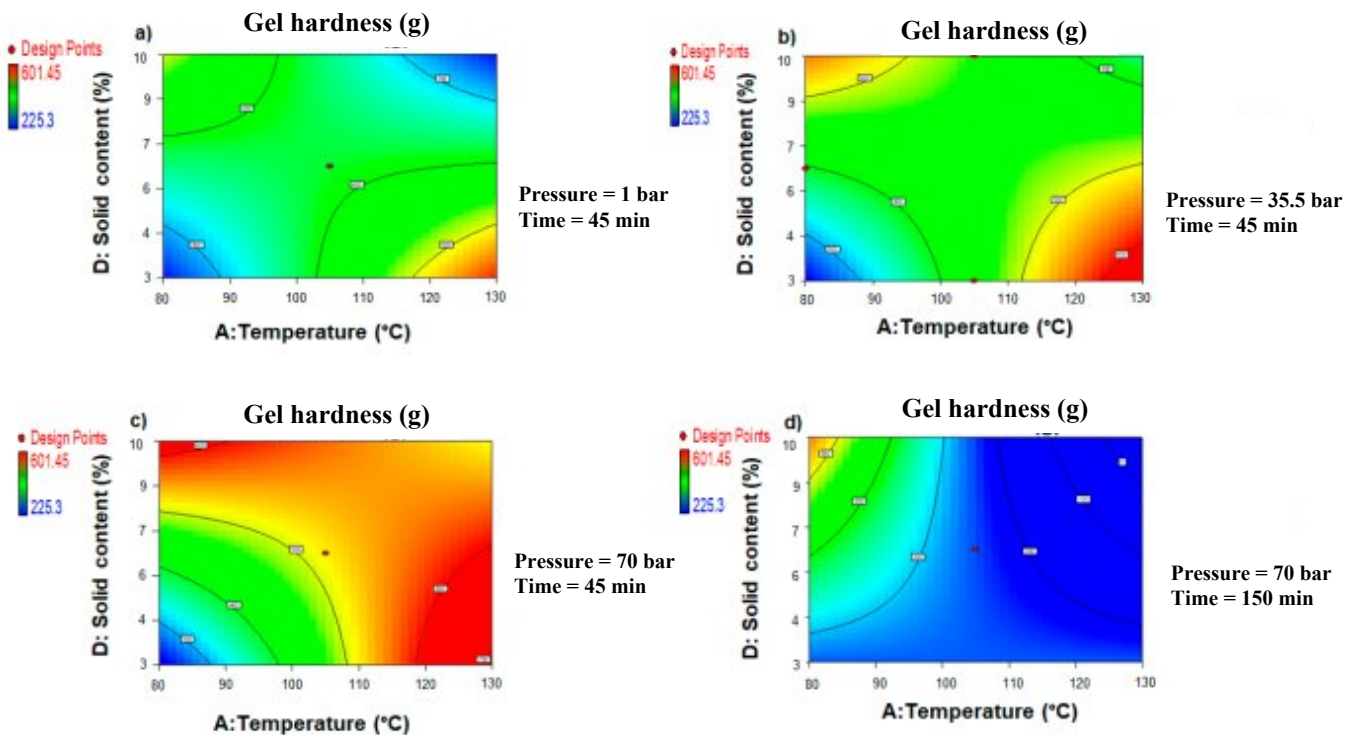 Gel hardness (g)
a)
Design Points
601.45
225.3
D: Solid content (%)
10
9
7
6
4
3
80
90
100
110
120
130
A:Temperature (°C)
Pressure = 1 bar
Time = 45 min
Gel hardness (g)
b)
Design Points
601.45
225.3
D: Solid content (%)
10
9
7
6
4
3
80
90
100
110
120
130
A:Temperature (°C)
Pressure = 35.5 bar
Time = 45 min
Gel hardness (g)
c)
Design Points
601.45
225.3
D: Solid content (%)
10
9
7
6
4
3
80
90
100
110
120
130
A:Temperature (°C)
Pressure = 70 bar
Time = 45 min
Gel hardness (g)
d)
Design Points
601.45
225.3
D: Solid content (%)
10
9
7
6
4
3
80
90
100
110
120
130
A:Temperature (°C)
Pressure = 70 bar
Time = 150 min